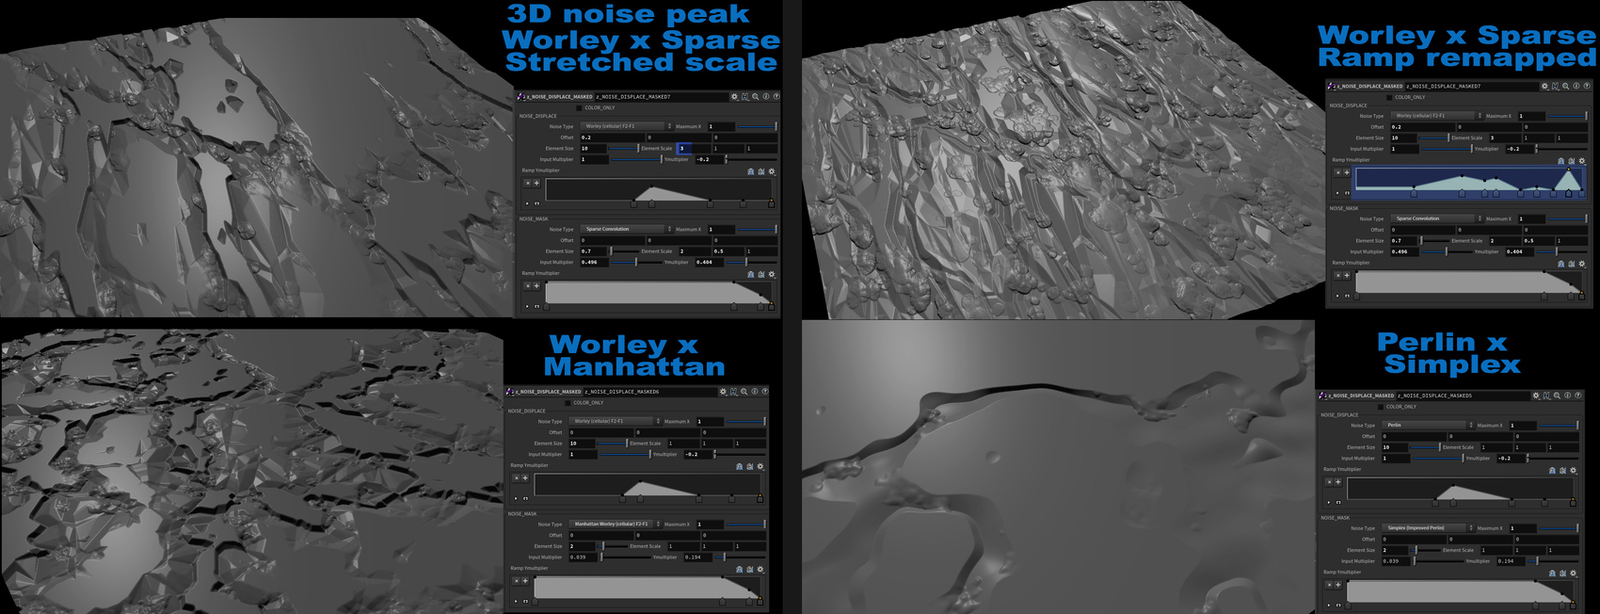 3D noise peak
Worley x Sparse
Stretched scale
z_NOISE_DISPLACE_MASKED z_NOISE_DISPLACE_MASKED7
COLOR_ONLY
NOISE_DISPLACE
Noise Type Worley (cellular) F2-F1 Maximum X 1
Offset 0.2 0 0
Element Size 10 Element Scale 3 1 1
Input Multiplier 1 Ymultiplier -0.2
Ramp Ymultiplier
NOISE_MASK
Noise Type Sparse Convolution Maximum X 1
Offset 0 0 0
Element Size 0.7 Element Scale 2 0.5 1
Input Multiplier 0.496 Ymultiplier 0.404
Ramp Ymultiplier
Worley x Sparse
Ramp remapped
z_NOISE_DISPLACE_MASKED z_NOISE_DISPLACE_MASKED7
COLOR_ONLY
NOISE_DISPLACE
Noise Type Worley (cellular) F2-F1 Maximum X 1
Offset 0.2 0 0
Element Size 10 Element Scale 3 1 1
Input Multiplier 1 Ymultiplier -0.2
Ramp Ymultiplier
NOISE_MASK
Noise Type Sparse Convolution Maximum X 1
Offset 0 0 0
Element Size 0.7 Element Scale 2 0.5 1
Input Multiplier 0.496 Ymultiplier 0.404
Ramp Ymultiplier
Worley x
Manhattan
z_NOISE_DISPLACE_MASKED z_NOISE_DISPLACE_MASKED6
COLOR_ONLY
NOISE_DISPLACE
Noise Type Worley (cellular) F2-F1 Maximum X 1
Offset 0 0 0
Element Size 10 Element Scale 1 1 1
Input Multiplier 1 Ymultiplier -0.2
Ramp Ymultiplier
NOISE_MASK
Noise Type Manhattan Worley (cellular) F2-F1 Maximum X 1
Offset 0 0 0
Element Size 2 Element Scale 1 1 1
Input Multiplier 0.839 Ymultiplier 0.194
Ramp Ymultiplier
Perlin x
Simplex
z_NOISE_DISPLACE_MASKED z_NOISE_DISPLACE_MASKED5
COLOR_ONLY
NOISE_DISPLACE
Noise Type Perlin Maximum X 1
Offset 0 0 0
Element Size 10 Element Scale 1 1 1
Input Multiplier 1 Ymultiplier -0.2
Ramp Ymultiplier
NOISE_MASK
Noise Type Simplex (Improved Perlin) Maximum X 1
Offset 0 0 0
Element Size 2 Element Scale 1 1 1
Input Multiplier 0.839 Ymultiplier 0.194
Ramp Ymultiplier